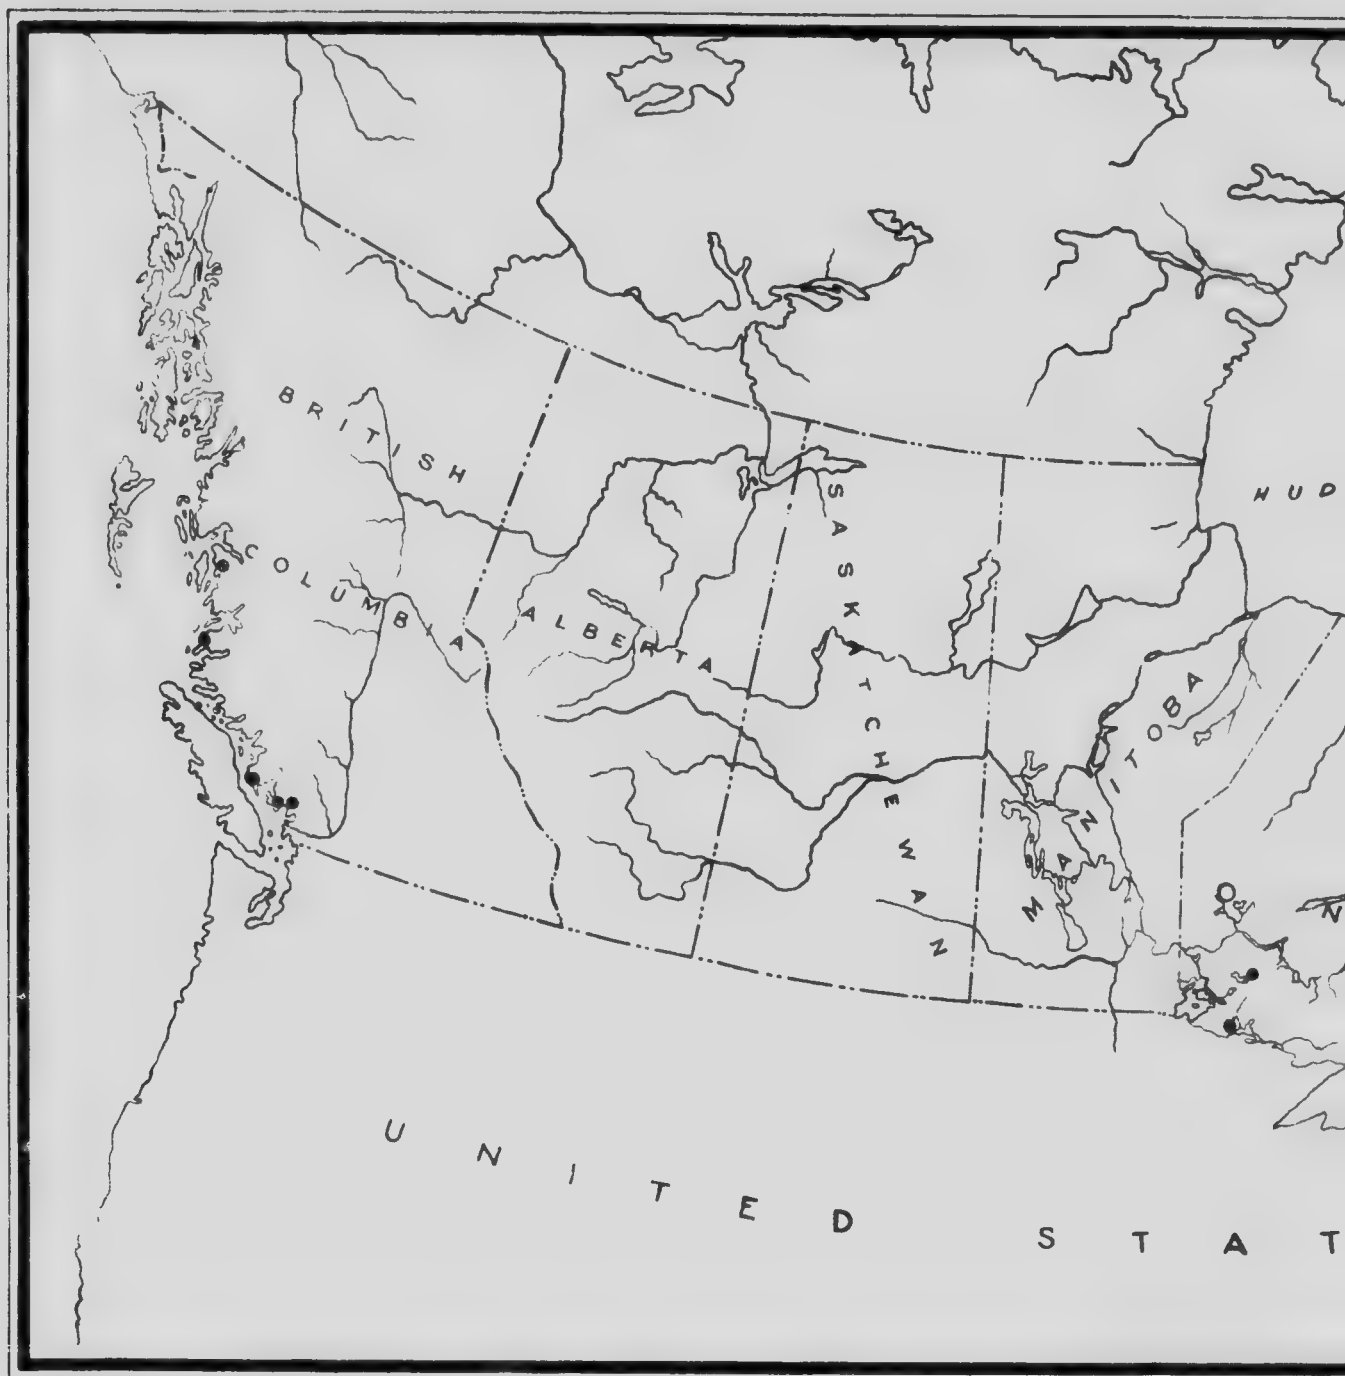 BRITISH
COLUMBIA
ALBERTA
SASKATCHEWAN
MANITOBA
HUD
O N
UNITED STAT